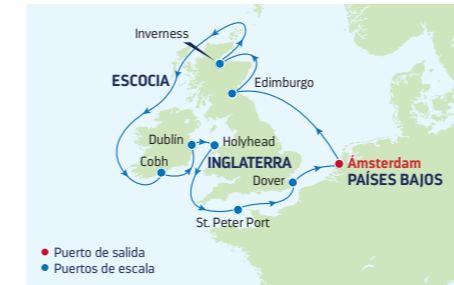 Inverness
ESCOCIA
Edimburgo
Dublín
Holyhead
Cobh
INGLATERRA
Ámsterdam
Dover
PAÍSES BAJOS
St. Peter Port
Puerto de salida
Puertos de escala